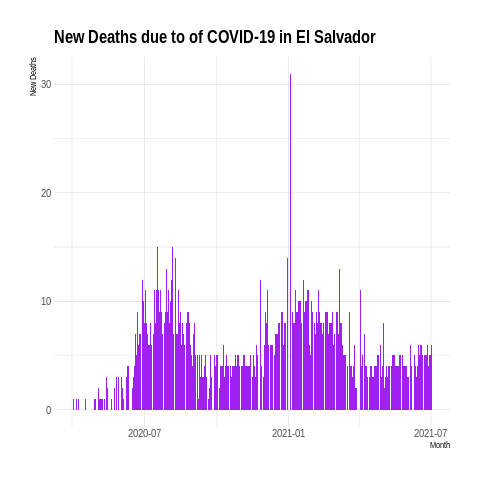 New Deaths due to of COVID-19 in El Salvador
New Deaths
30
20
10
0
2020-07
2021-01
2021-07
Month